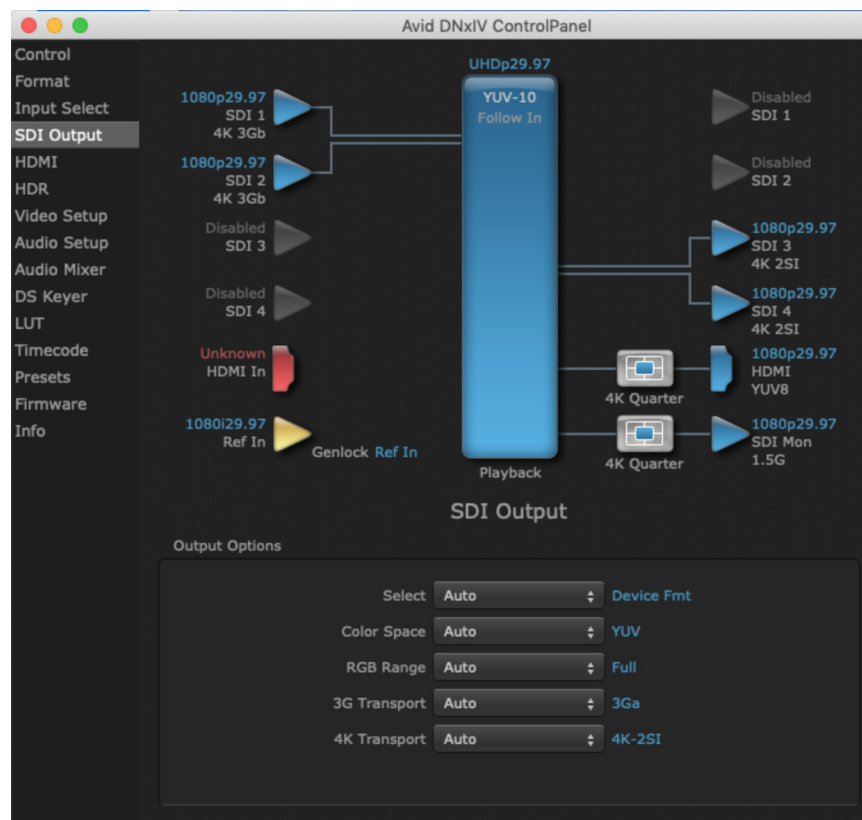 Avid DNxIV ControlPanel
Control
Format
Input Select
SDI Output
HDMI
HDR
Video Setup
Audio Setup
Audio Mixer
DS Keyer
LUT
Timecode
Presets
Firmware
Info
1080p29.97
SDI 1
4K 3Gb
1080p29.97
SDI 2
4K 3Gb
Disabled
SDI 3
Disabled
SDI 4
Unknown
HDMI In
1080i29.97
Ref In
Genlock Ref In
UHDp29.97
YUV-10
Follow In
Playback
Disabled
SDI 1
Disabled
SDI 2
1080p29.97
SDI 3
4K 2SI
1080p29.97
SDI 4
4K 2SI
4K Quarter
1080p29.97
HDMI
YUV8
4K Quarter
1080p29.97
SDI Mon
1.5G
SDI Output
Output Options
Select Auto Device Fmt
Color Space Auto YUV
RGB Range Auto Full
3G Transport Auto 3Ga
4K Transport Auto 4K-2SI